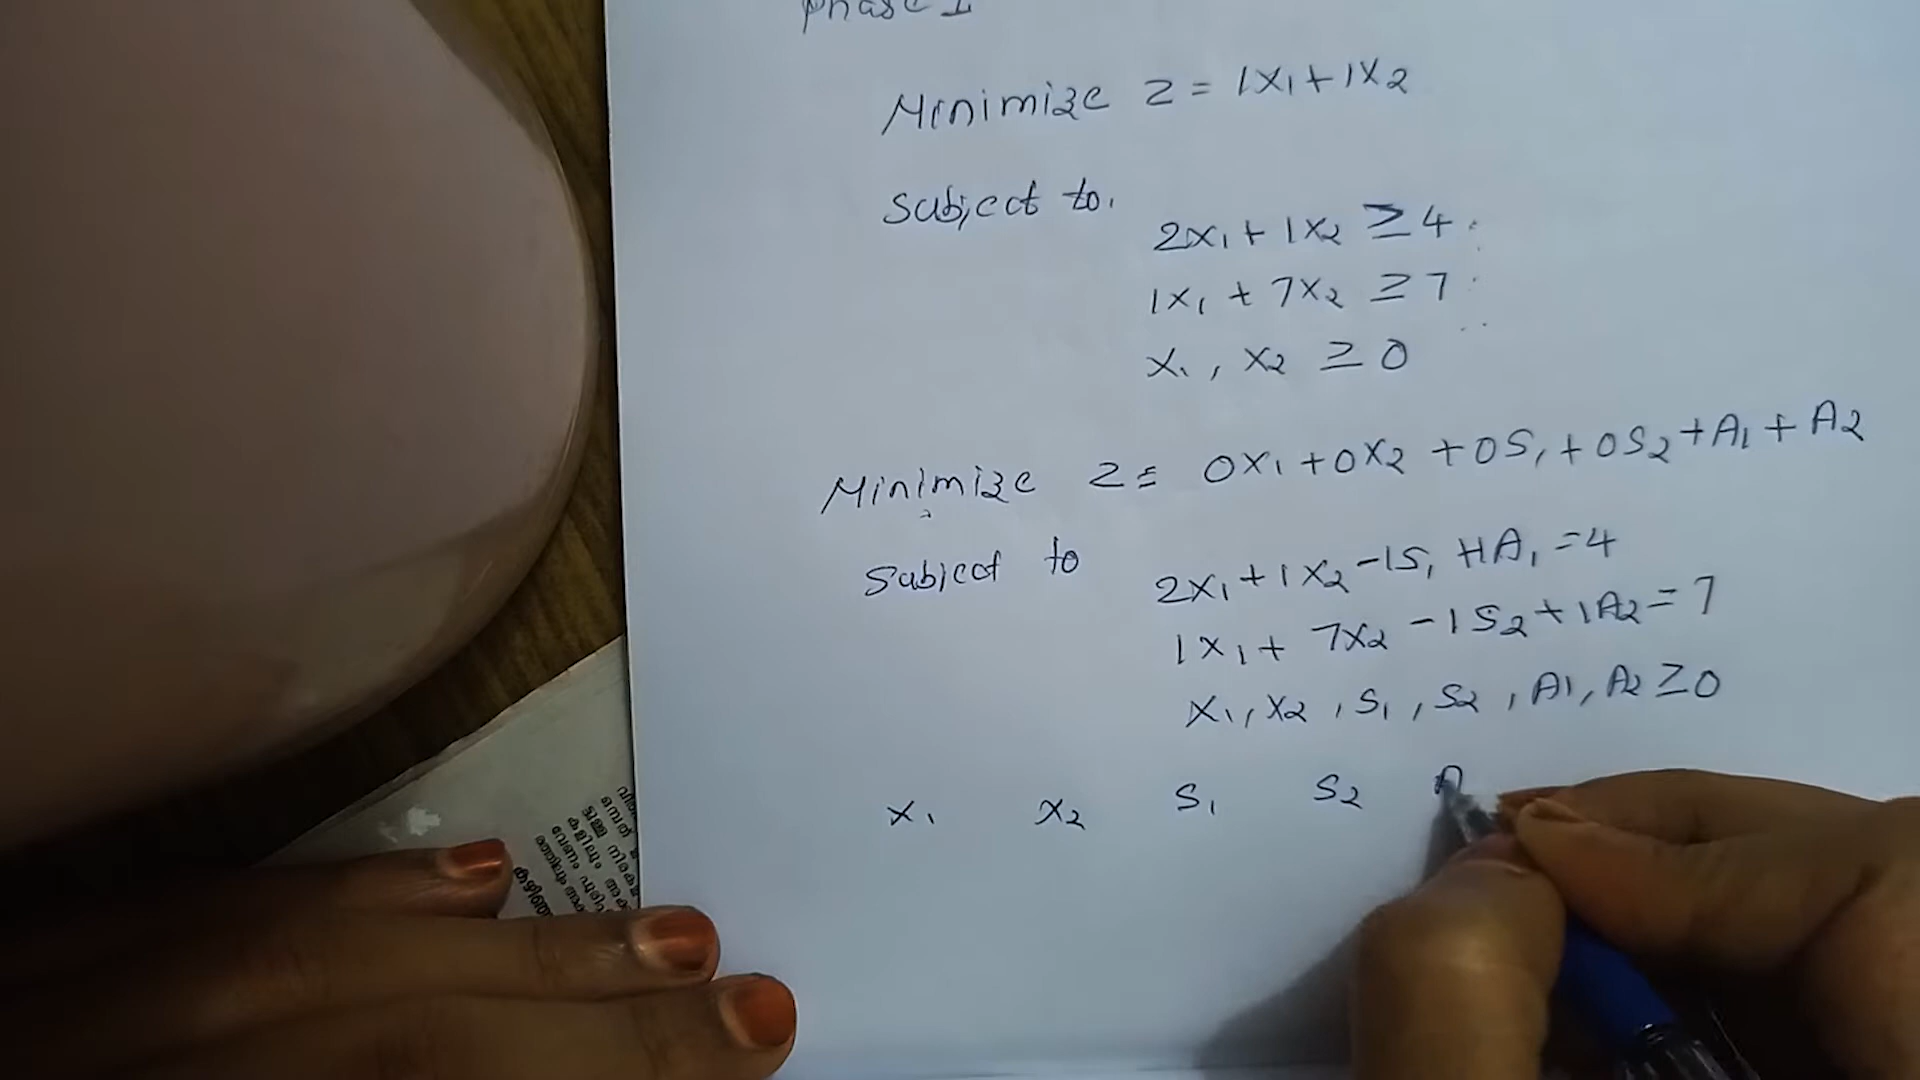 Phase I
Minimize Z = 1X₁ + 1X₂
Subject to,
2X₁ + 1X₂ ≥ 4
1X₁ + 7X₂ ≥ 7
X₁, X₂ ≥ 0
Minimize Z = 0X₁ + 0X₂ + 0S₁ + 0S₂ + A₁ + A₂
Subject to
2X₁ + 1X₂ - 1S₁ + 1A₁ = 4
1X₁ + 7X₂ - 1S₂ + 1A₂ = 7
X₁, X₂, S₁, S₂, A1, A₂ ≥ 0
X₁ X₂ S₁ S₂ A